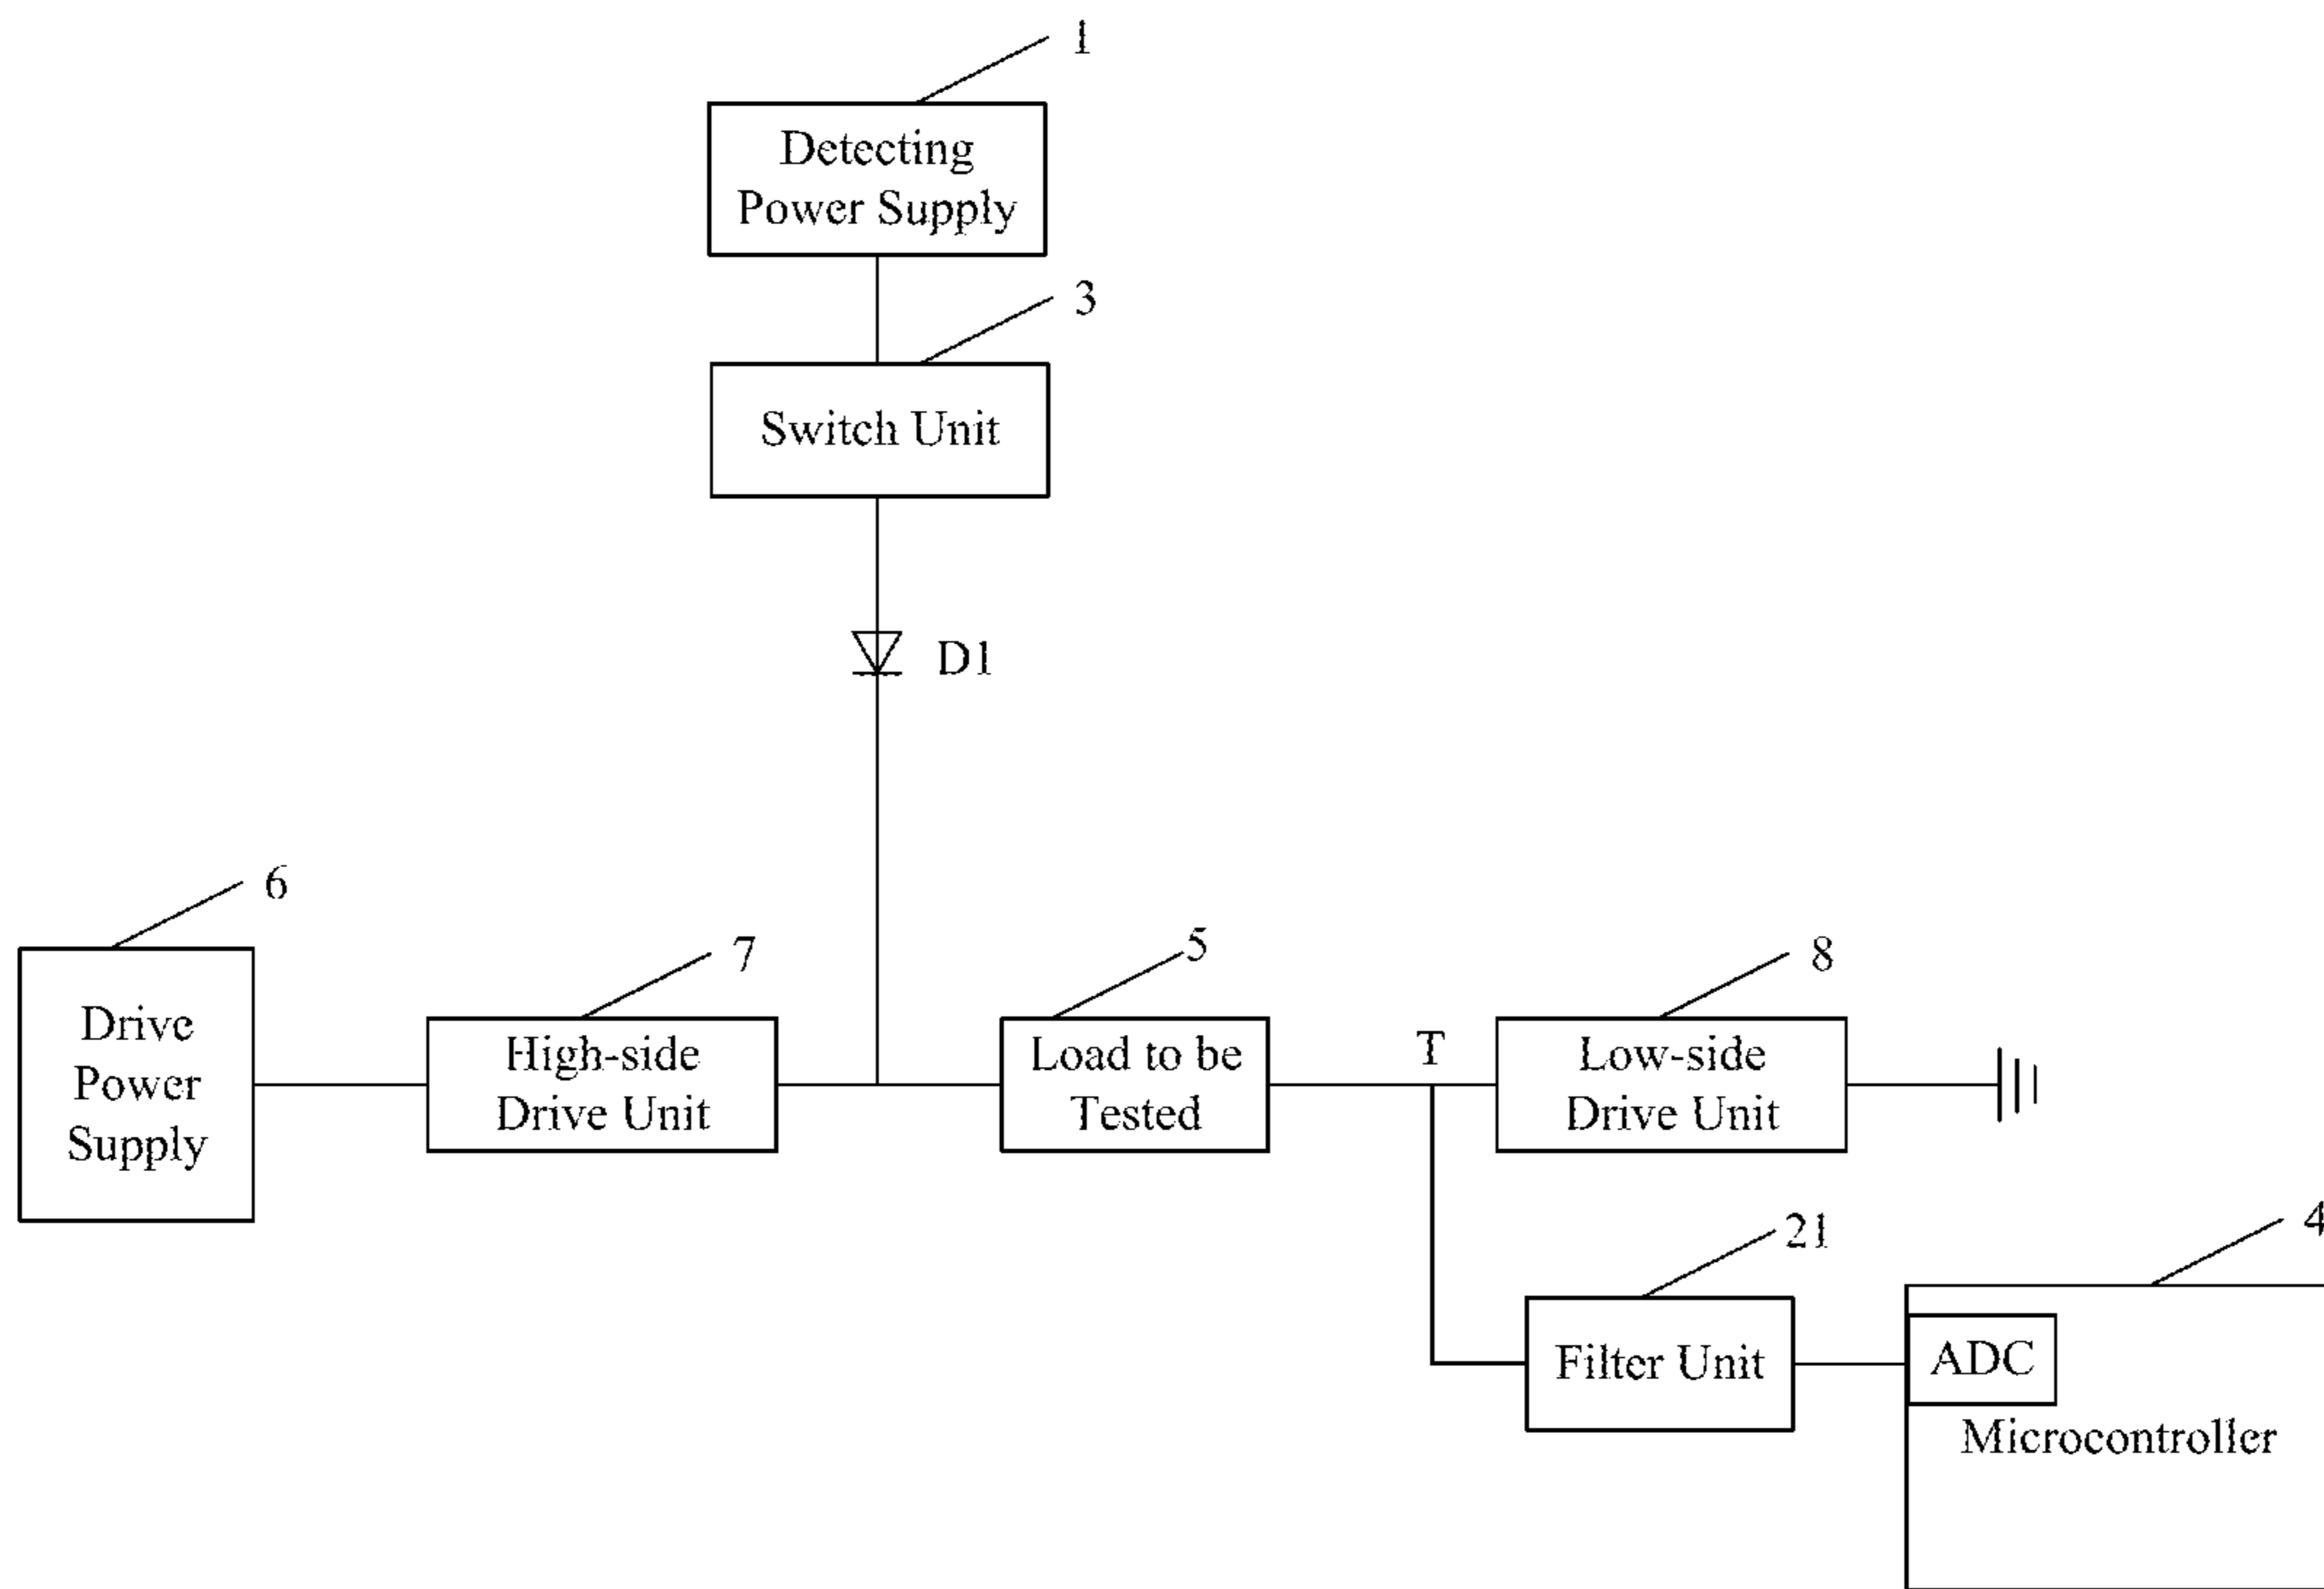 1
Detecting
Power Supply
3
Switch Unit
D1
6
Drive
Power
Supply
7
High-side
Drive Unit
5
Load to be
Tested
T
8
Low-side
Drive Unit
21
Filter Unit
4
ADC
Microcontroller